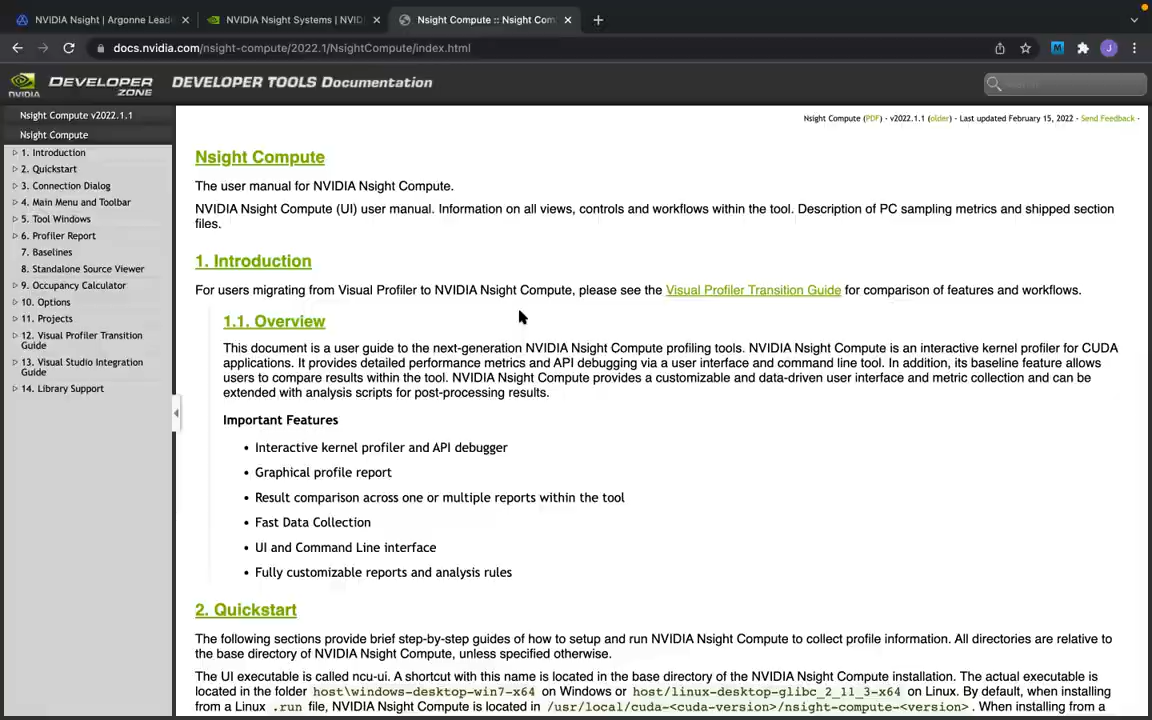 NVIDIA Nsight | Argonne Lead
NVIDIA Nsight Systems | NVID
Nsight Compute :: Nsight Com
docs.nvidia.com/nsight-compute/2022.1/NsightCompute/index.html
M
J
NVIDIA
DEVELOPER ZONE
DEVELOPER TOOLS Documentation
Search
Nsight Compute v2022.1.1
Nsight Compute
1. Introduction
2. Quickstart
3. Connection Dialog
4. Main Menu and Toolbar
5. Tool Windows
6. Profiler Report
7. Baselines
8. Standalone Source Viewer
9. Occupancy Calculator
10. Options
11. Projects
12. Visual Profiler Transition
Guide
13. Visual Studio Integration
Guide
14. Library Support
Nsight Compute (PDF) - v2022.1.1 (older) - Last updated February 15, 2022 - Send Feedback -
Nsight Compute
The user manual for NVIDIA Nsight Compute.
NVIDIA Nsight Compute (UI) user manual. Information on all views, controls and workflows within the tool. Description of PC sampling metrics and shipped section
files.
1. Introduction
For users migrating from Visual Profiler to NVIDIA Nsight Compute, please see the Visual Profiler Transition Guide for comparison of features and workflows.
1.1. Overview
This document is a user guide to the next-generation NVIDIA Nsight Compute profiling tools. NVIDIA Nsight Compute is an interactive kernel profiler for CUDA
applications. It provides detailed performance metrics and API debugging via a user interface and command line tool. In addition, its baseline feature allows
users to compare results within the tool. NVIDIA Nsight Compute provides a customizable and data-driven user interface and metric collection and can be
extended with analysis scripts for post-processing results.
Important Features
• Interactive kernel profiler and API debugger
• Graphical profile report
• Result comparison across one or multiple reports within the tool
• Fast Data Collection
• UI and Command Line interface
• Fully customizable reports and analysis rules
2. Quickstart
The following sections provide brief step-by-step guides of how to setup and run NVIDIA Nsight Compute to collect profile information. All directories are relative to
the base directory of NVIDIA Nsight Compute, unless specified otherwise.
The UI executable is called ncu-ui. A shortcut with this name is located in the base directory of the NVIDIA Nsight Compute installation. The actual executable is
located in the folder host\windows-desktop-win7-x64 on Windows or host/linux-desktop-glibc_2_11_3-x64 on Linux. By default, when installing
from a Linux .run file, NVIDIA Nsight Compute is located in /usr/local/cuda-<cuda-version>/nsight-compute-<version>. When installing from a